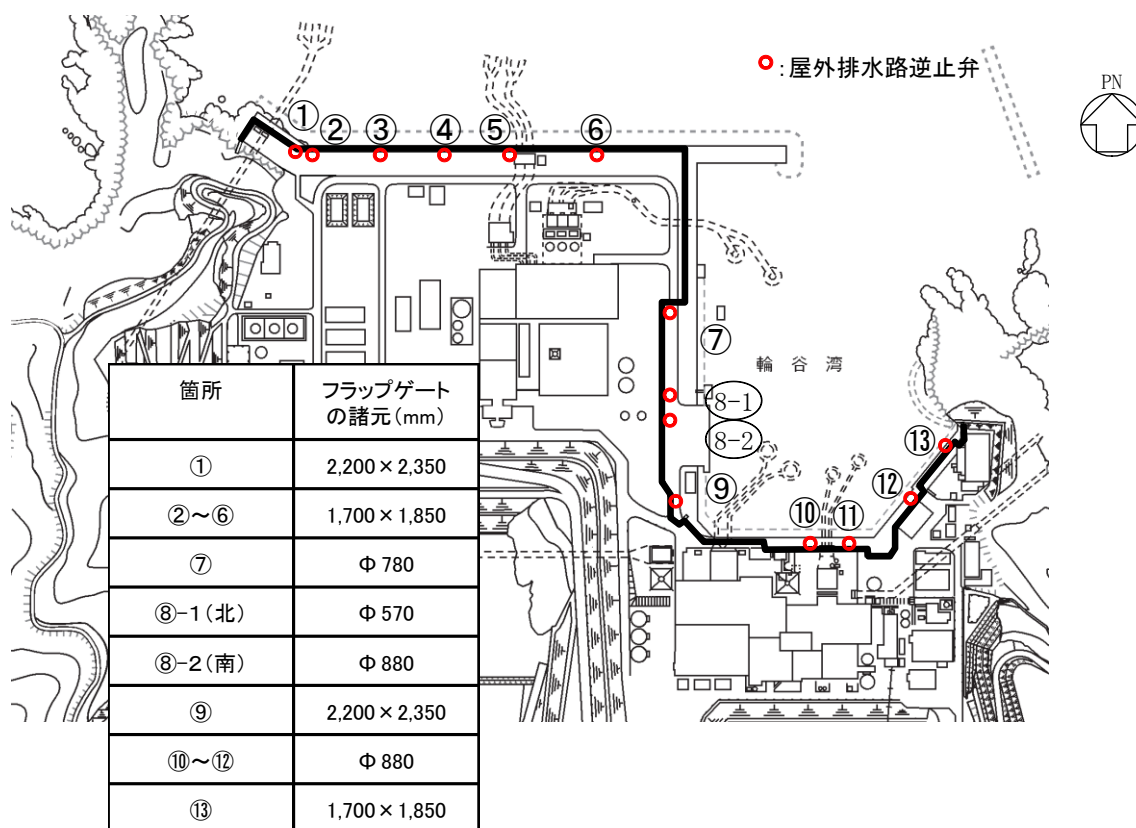 :屋外排水路逆止弁
PN
①
②
③
④
⑤
⑥
⑦
輪谷湾
8-1
8-2
⑨
⑩
⑪
⑫
⑬
箇所
フラップゲート
の諸元(mm)
①
2,200×2,350
②~⑥
1,700×1,850
⑦
Φ780
⑧-1(北)
Φ570
⑧-2(南)
Φ880
⑨
2,200×2,350
⑩~⑫
Φ880
⑬
1,700×1,850